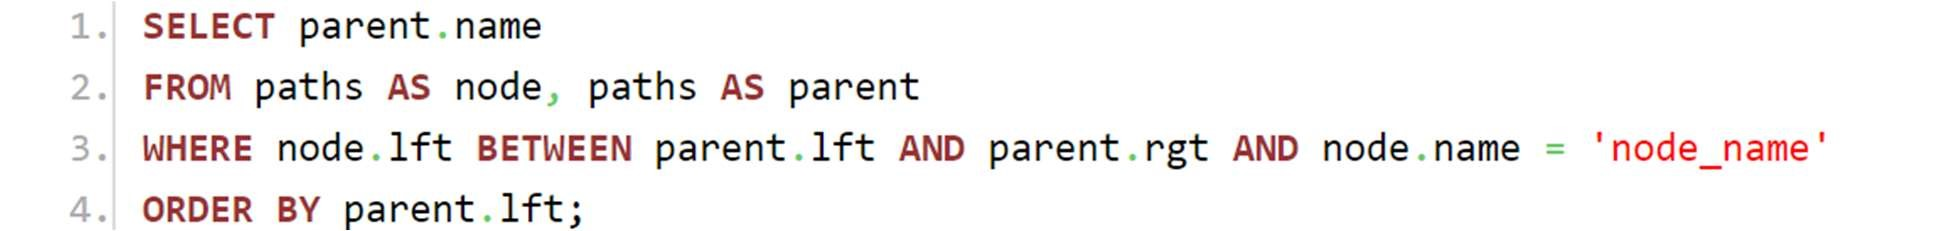 1. SELECT parent.name
2. FROM paths AS node, paths AS parent
3. WHERE node.lft BETWEEN parent.lft AND parent.rgt AND node.name = 'node_name'
4. ORDER BY parent.lft;